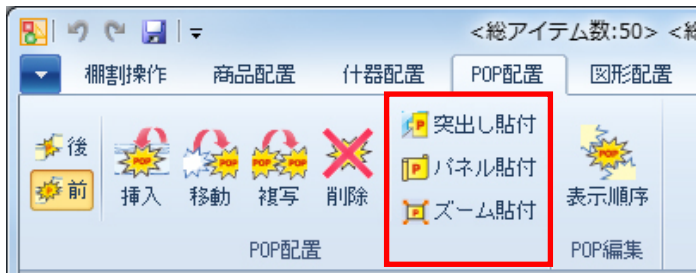 <総アイテム数:50> <総
棚割操作 商品配置 什器配置 POP配置 図形配置
後
前
挿入 移動 複写 削除
突出し貼付
パネル貼付
ズーム貼付
表示順序
POP配置 POP編集